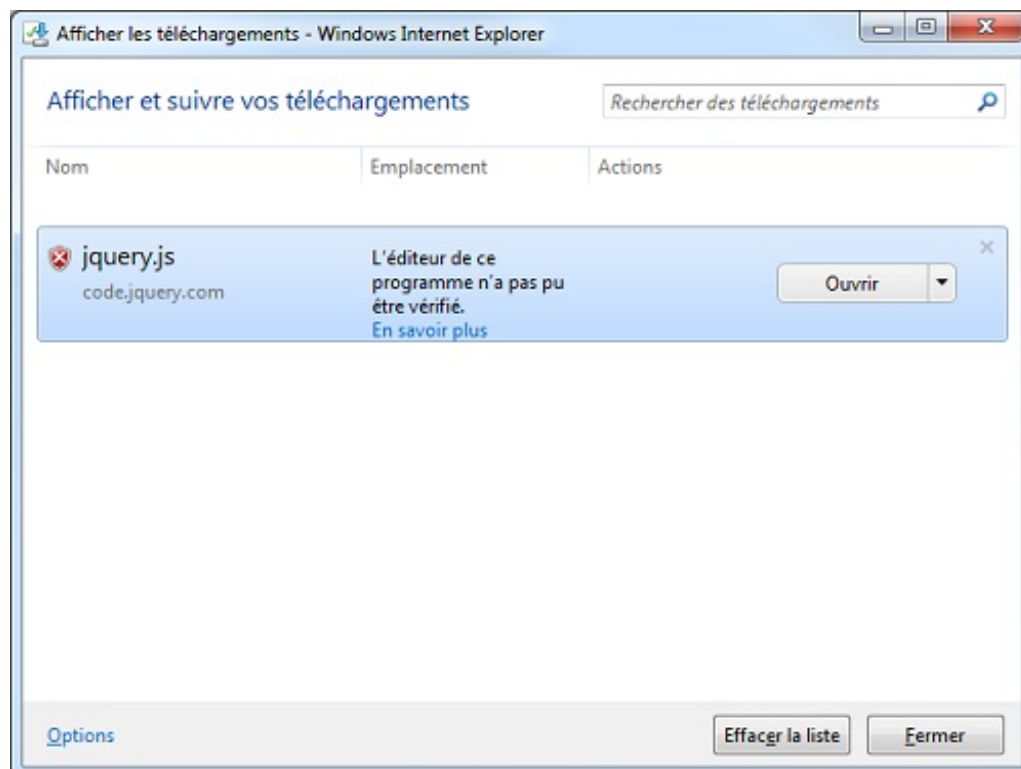 Afficher les téléchargements - Windows Internet Explorer
Afficher et suivre vos téléchargements
Rechercher des téléchargements
Nom Emplacement Actions
jquery.js
code.jquery.com
L'éditeur de ce
programme n'a pas pu
être vérifié.
En savoir plus
Ouvrir
Options
Effacer la liste
Fermer